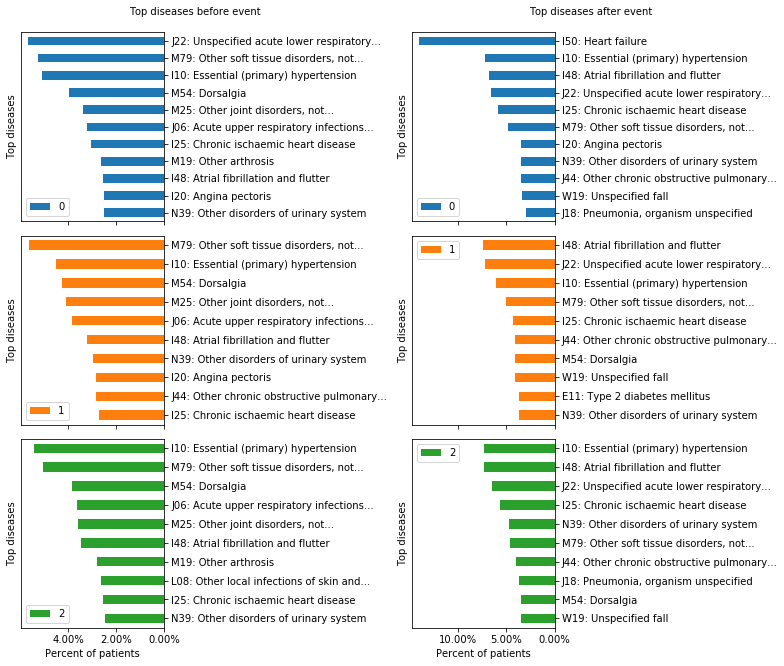 Top diseases before event
Top diseases
J22: Unspecified acute lower respiratory...
M79: Other soft tissue disorders, not...
I10: Essential (primary) hypertension
M54: Dorsalgia
M25: Other joint disorders, not...
J06: Acute upper respiratory infections...
I25: Chronic ischaemic heart disease
M19: Other arthrosis
I48: Atrial fibrillation and flutter
I20: Angina pectoris
N39: Other disorders of urinary system
0
Top diseases
M79: Other soft tissue disorders, not...
I10: Essential (primary) hypertension
M54: Dorsalgia
M25: Other joint disorders, not...
J06: Acute upper respiratory infections...
I48: Atrial fibrillation and flutter
N39: Other disorders of urinary system
I20: Angina pectoris
J44: Other chronic obstructive pulmonary...
I25: Chronic ischaemic heart disease
1
Top diseases
I10: Essential (primary) hypertension
M79: Other soft tissue disorders, not...
M54: Dorsalgia
J06: Acute upper respiratory infections...
M25: Other joint disorders, not...
I48: Atrial fibrillation and flutter
M19: Other arthrosis
L08: Other local infections of skin and...
I25: Chronic ischaemic heart disease
N39: Other disorders of urinary system
2
4.00% 2.00% 0.00%
Percent of patients
Top diseases after event
Top diseases
I50: Heart failure
I10: Essential (primary) hypertension
I48: Atrial fibrillation and flutter
J22: Unspecified acute lower respiratory...
I25: Chronic ischaemic heart disease
M79: Other soft tissue disorders, not...
I20: Angina pectoris
N39: Other disorders of urinary system
J44: Other chronic obstructive pulmonary...
W19: Unspecified fall
J18: Pneumonia, organism unspecified
0
Top diseases
I48: Atrial fibrillation and flutter
J22: Unspecified acute lower respiratory...
I10: Essential (primary) hypertension
M79: Other soft tissue disorders, not...
I25: Chronic ischaemic heart disease
J44: Other chronic obstructive pulmonary...
M54: Dorsalgia
W19: Unspecified fall
E11: Type 2 diabetes mellitus
N39: Other disorders of urinary system
1
Top diseases
I10: Essential (primary) hypertension
I48: Atrial fibrillation and flutter
J22: Unspecified acute lower respiratory...
I25: Chronic ischaemic heart disease
N39: Other disorders of urinary system
M79: Other soft tissue disorders, not...
J44: Other chronic obstructive pulmonary...
J18: Pneumonia, organism unspecified
M54: Dorsalgia
W19: Unspecified fall
2
10.00% 5.00% 0.00%
Percent of patients